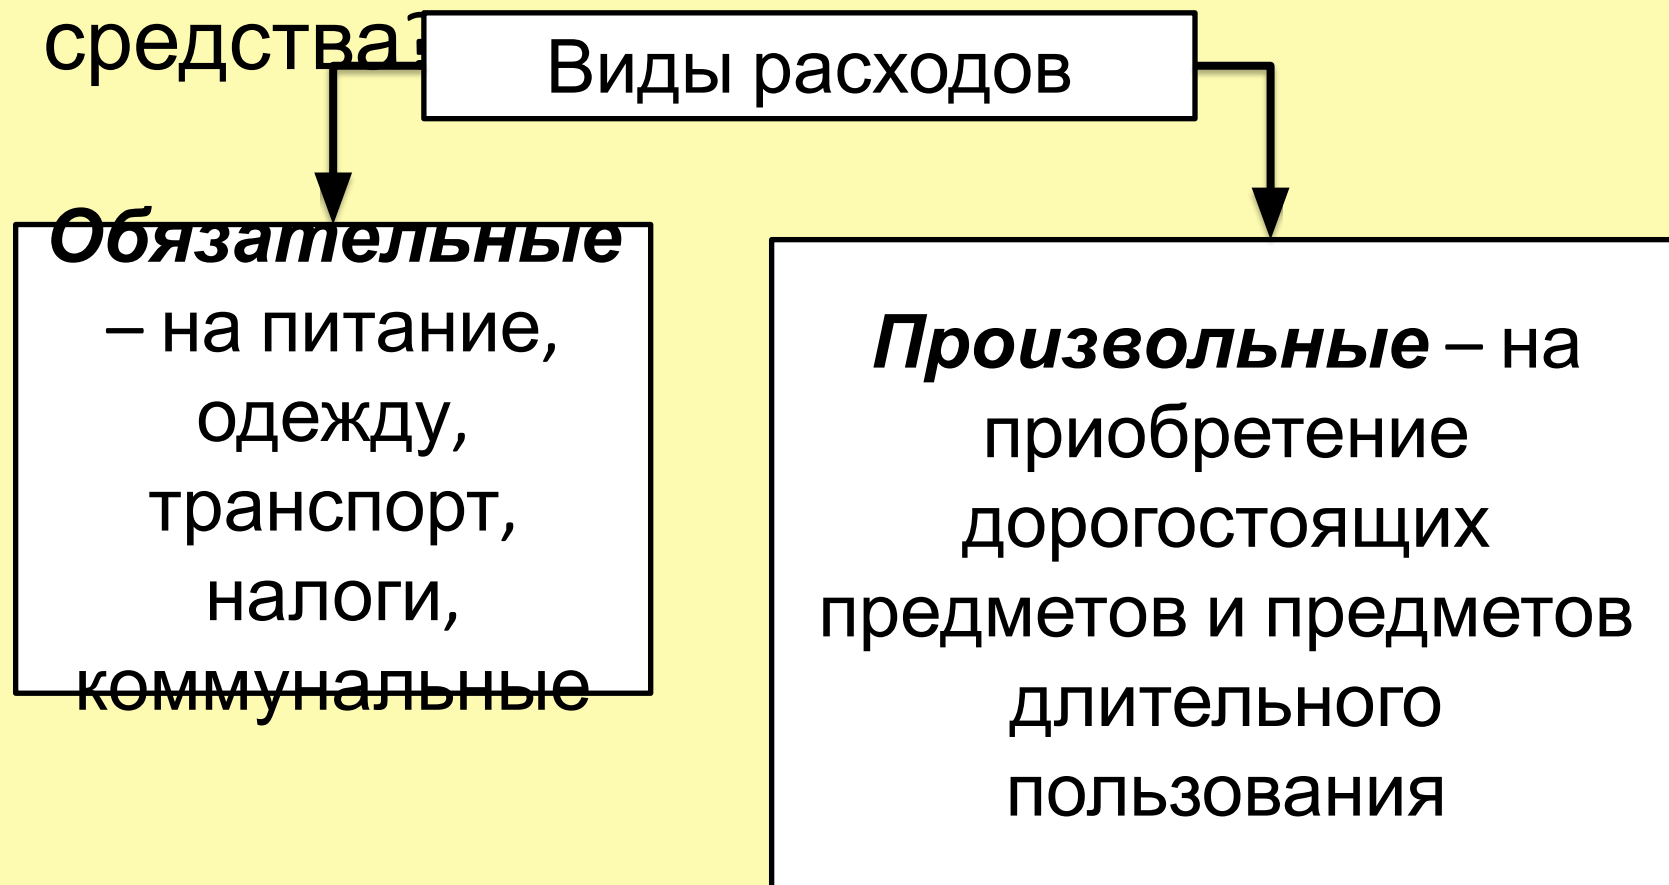 средства?
Виды расходов
Обязательные
– на питание,
одежду,
транспорт,
налоги,
коммунальные
Произвольные – на
приобретение
дорогостоящих
предметов и предметов
длительного
пользования